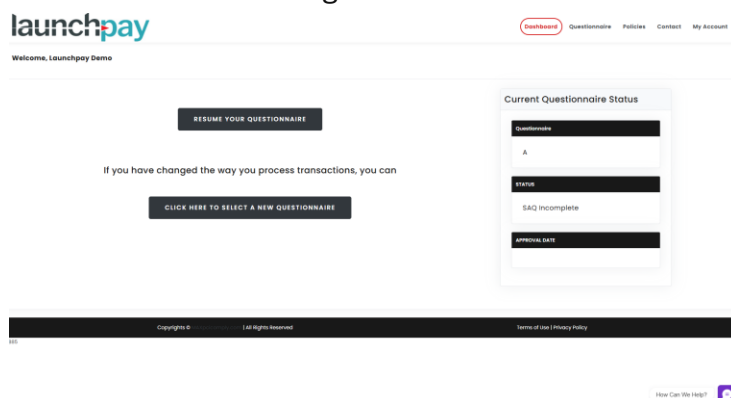 launchpay
Dashboard Questionnaire Policies Contact My Account
Welcome, Launchpay Demo
Current Questionnaire Status
RESUME YOUR QUESTIONNAIRE
Questionnaire
A
If you have changed the way you process transactions, you can
STATUS
CLICK HERE TO SELECT A NEW QUESTIONNAIRE
SAQ Incomplete
APPROVAL DATE
Copyrights © | All Rights Reserved
Terms of Use | Privacy Policy
How Can We Help?